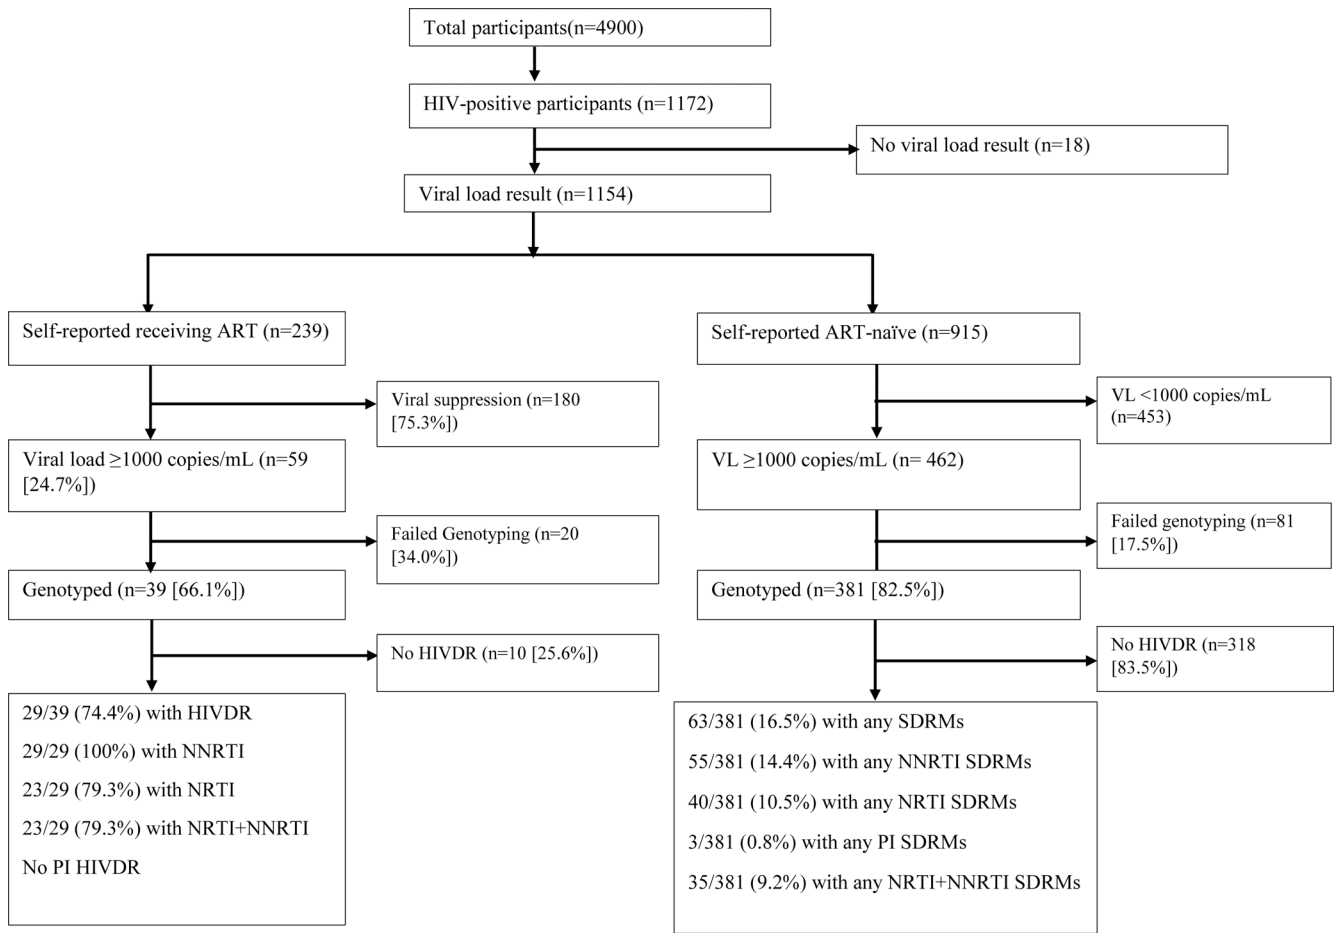 Total participants(n=4900)
HIV-positive participants (n=1172)
No viral load result (n=18)
Viral load result (n=1154)
Self-reported receiving ART (n=239)
Self-reported ART-naïve (n=915)
Viral suppression (n=180
[75.3%])
VL <1000 copies/mL
(n=453)
Viral load ≥1000 copies/mL (n=59
[24.7%])
VL ≥1000 copies/mL (n= 462)
Failed Genotyping (n=20
[34.0%])
Failed genotyping (n=81
[17.5%])
Genotyped (n=39 [66.1%])
Genotyped (n=381 [82.5%])
No HIVDR (n=10 [25.6%])
No HIVDR (n=318
[83.5%])
29/39 (74.4%) with HIVDR
29/29 (100%) with NNRTI
23/29 (79.3%) with NRTI
23/29 (79.3%) with NRTI+NNRTI
No PI HIVDR
63/381 (16.5%) with any SDRMs
55/381 (14.4%) with any NNRTI SDRMs
40/381 (10.5%) with any NRTI SDRMs
3/381 (0.8%) with any PI SDRMs
35/381 (9.2%) with any NRTI+NNRTI SDRMs